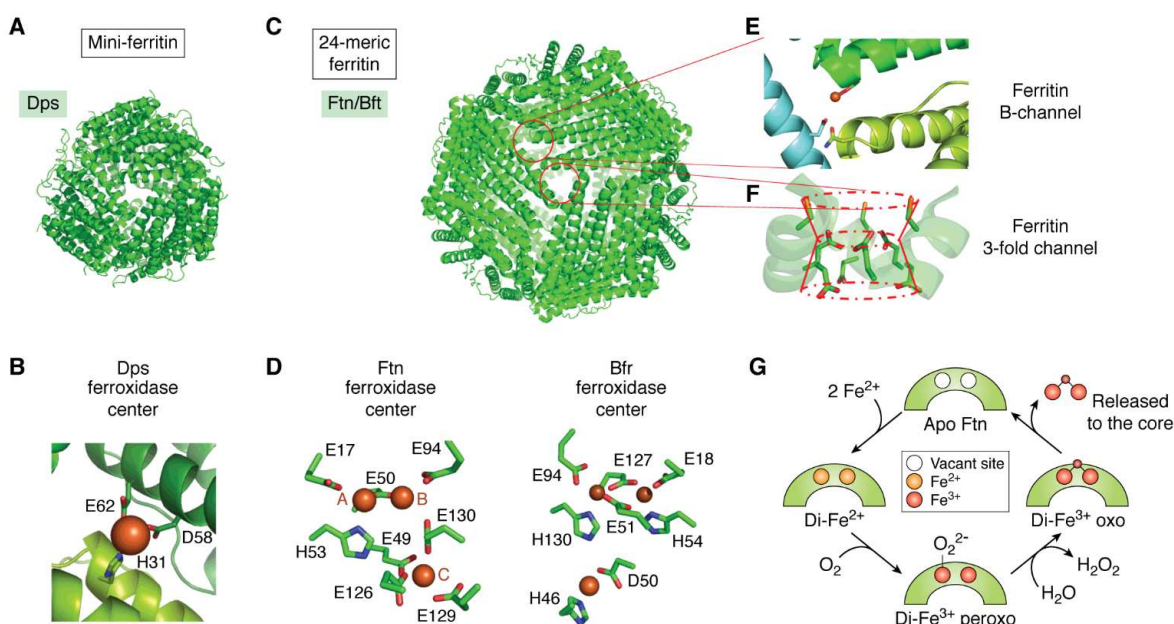 A
Mini-ferritin
Dps
C
24-meric
ferritin
Ftn/Bft
E
Ferritin
B-channel
F
Ferritin
3-fold channel
B
Dps
ferroxidase
center
E62
D58
H31
D
Ftn
ferroxidase
center
E17
E94
E50
A
B
E130
H53
E49
C
E126
E129
Bfr
ferroxidase
center
E94
E127
E18
H130
E51
H54
H46
D50
G
2 Fe²⁺
Apo Ftn
Released
to the core
Vacant site
Fe²⁺
Fe³⁺
Di-Fe²⁺
Di-Fe³⁺ oxo
O₂
O₂²⁻
H₂O₂
H₂O
Di-Fe³⁺ peroxo